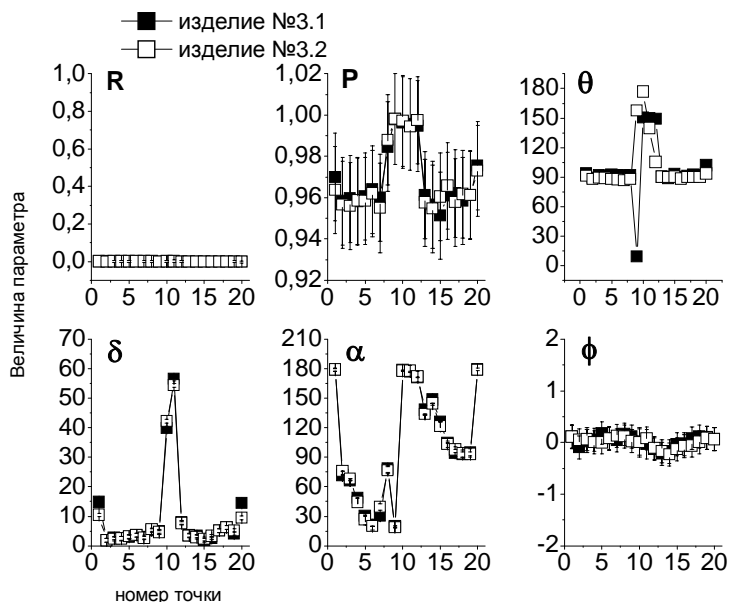 изделие №3.1
изделие №3.2
Величина параметра
R
1,0
0,8
0,6
0,4
0,2
0,0
0 5 10 15 20
P
1,02
1,00
0,98
0,96
0,94
0,92
0 5 10 15 20
θ
180
150
120
90
60
30
0
0 5 10 15 20
δ
70
60
50
40
30
20
10
0
0 5 10 15 20
α
210
180
150
120
90
60
30
0
0 5 10 15 20
ϕ
2
1
0
-1
-2
0 5 10 15 20
номер точки